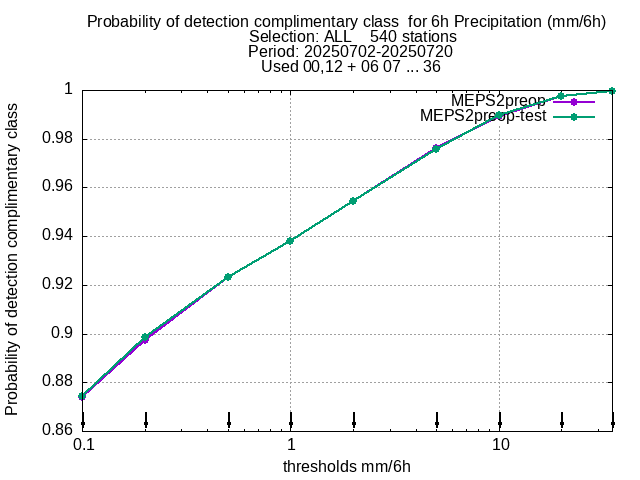 Probability of detection complimentary class  for 6h Precipitation (mm/6h)
Selection: ALL    540 stations
Period: 20250702-20250720
Used 00,12 + 06 07 ... 36
MEPS2preop
MEPS2preop-test
Probability of detection complimentary class
1
0.98
0.96
0.94
0.92
0.9
0.88
0.86
0.1 1 10
thresholds mm/6h